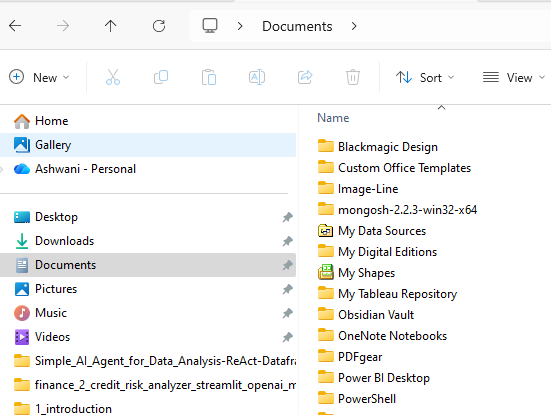 Documents
New
Sort
View
Home
Gallery
Ashwani - Personal
Desktop
Downloads
Documents
Pictures
Music
Videos
Simple_AI_Agent_for_Data_Analysis-ReAct-Datafra
finance_2_credit_risk_analyzer_streamlit_openai_m
1_introduction
Name
Blackmagic Design
Custom Office Templates
Image-Line
mongosh-2.2.3-win32-x64
My Data Sources
My Digital Editions
My Shapes
My Tableau Repository
Obsidian Vault
OneNote Notebooks
PDFgear
Power BI Desktop
PowerShell